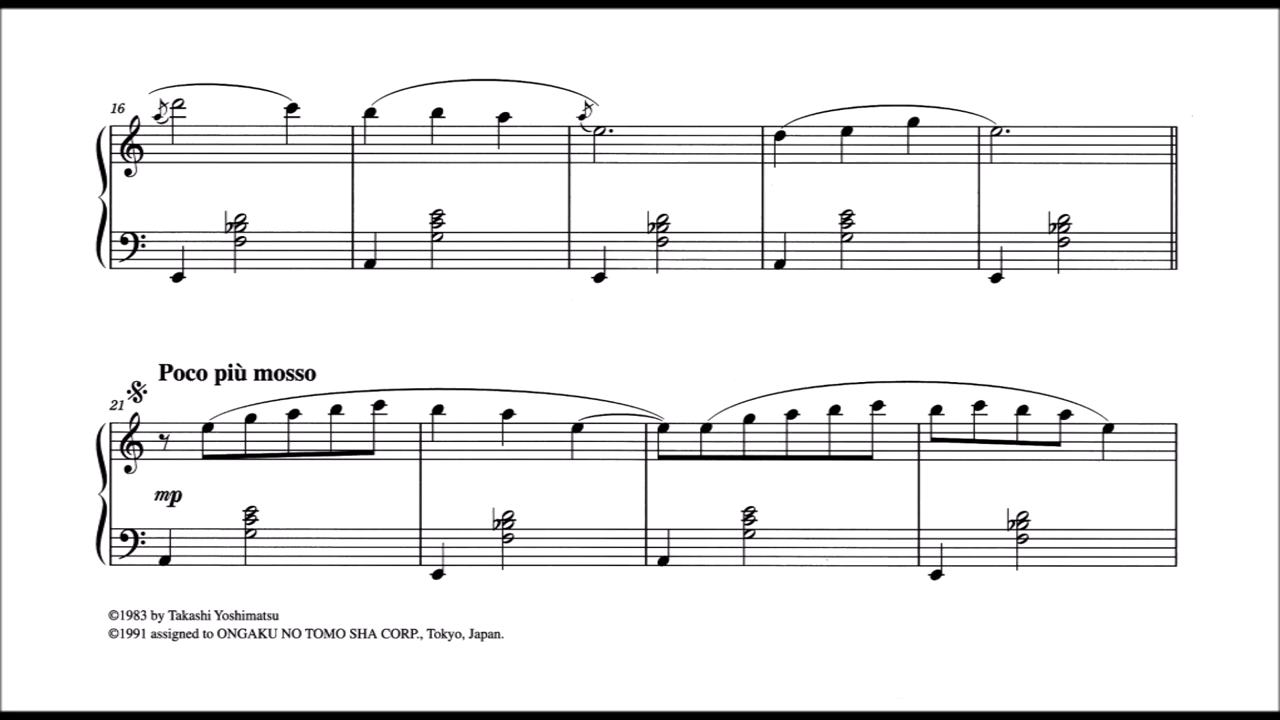 16
Poco più mosso
21
mp
©1983 by Takashi Yoshimatsu
©1991 assigned to ONGAKU NO TOMO SHA CORP., Tokyo, Japan.